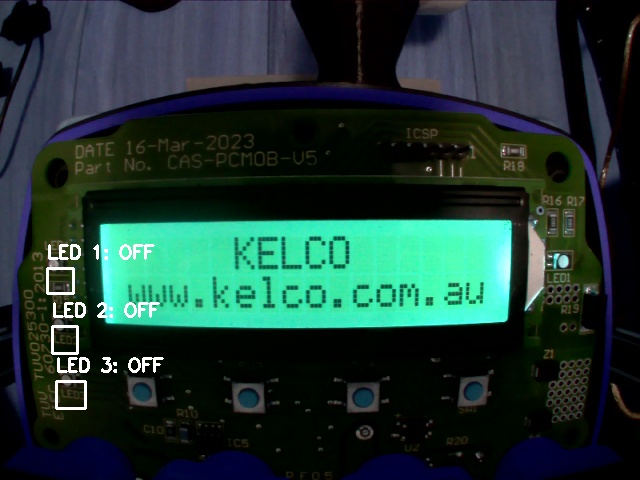 ICSP
DATE 16-Mar-2023
Part No. CAS-PCMOB-V5
1
R18
R16 R17
KELCO
www.kelco.com.au
LED 1: OFF
LED1
LED 2: OFF
R19
LED 3: OFF
Z1
R10
C10
IC5
U2
R20